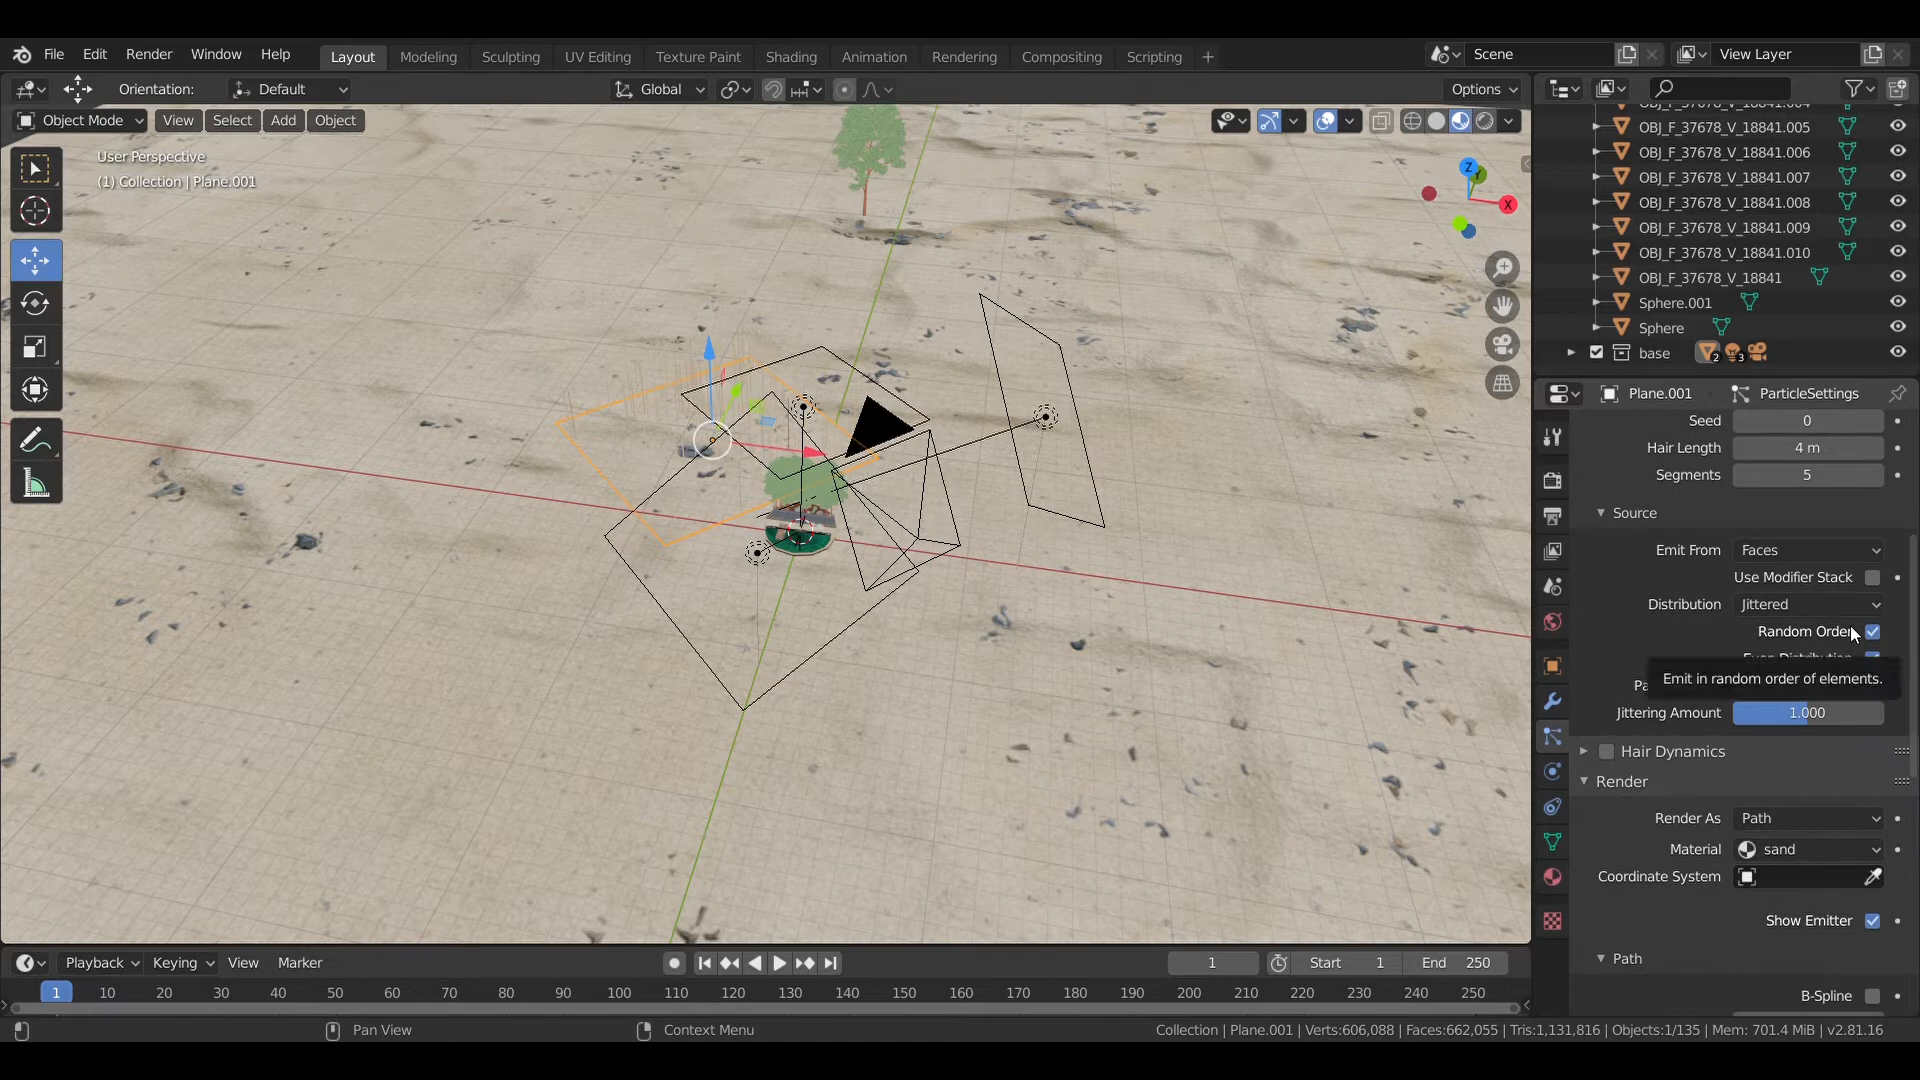 File Edit Render Window Help Layout Modeling Sculpting UV Editing Texture Paint Shading Animation Rendering Compositing Scripting + Scene View Layer
Orientation: Default Global Options
Object Mode View Select Add Object
User Perspective
(1) Collection | Plane.001
Z
Y
X
OBJ_F_37678_V_18841.004
OBJ_F_37678_V_18841.005
OBJ_F_37678_V_18841.006
OBJ_F_37678_V_18841.007
OBJ_F_37678_V_18841.008
OBJ_F_37678_V_18841.009
OBJ_F_37678_V_18841.010
OBJ_F_37678_V_18841
Sphere.001
Sphere
base 2 3
Plane.001 ParticleSettings
Seed 0
Hair Length 4 m
Segments 5
Source
Emit From Faces
Use Modifier Stack
Distribution Jittered
Random Order
Even Distribution
Emit in random order of elements.
Pa
Jittering Amount 1.000
Hair Dynamics
Render
Render As Path
Material sand
Coordinate System
Show Emitter
Path
B-Spline
Playback Keying View Marker 1 Start 1 End 250
1 10 20 30 40 50 60 70 80 90 100 110 120 130 140 150 160 170 180 190 200 210 220 230 240 250
Pan View Context Menu Collection | Plane.001 | Verts:606,088 | Faces:662,055 | Tris:1,131,816 | Objects:1/135 | Mem: 701.4 MiB | v2.81.16